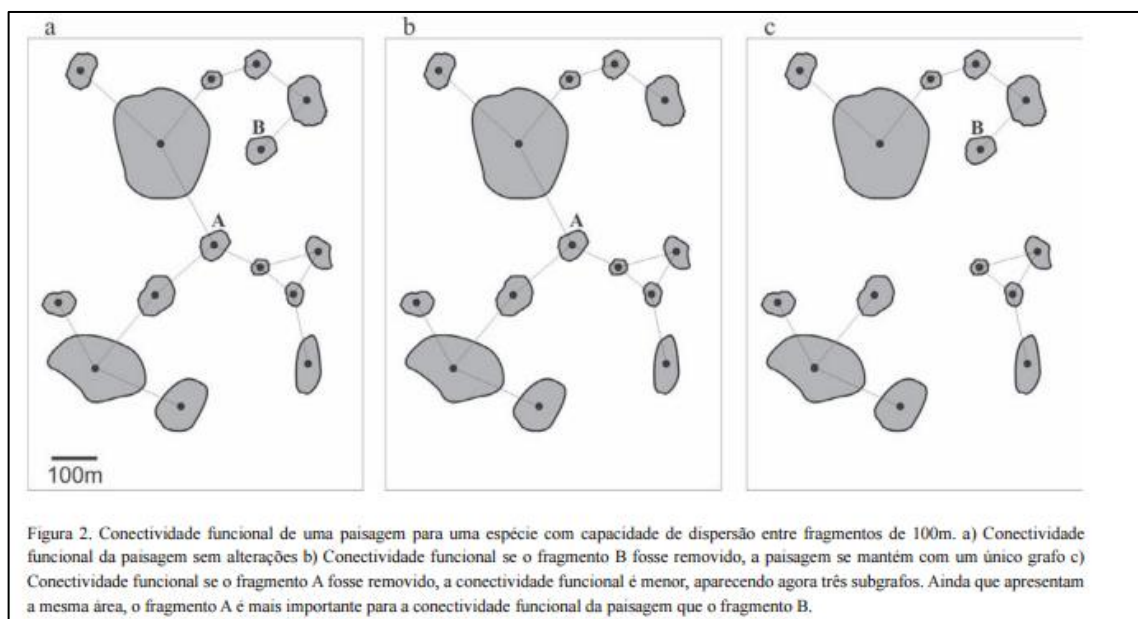 a b c
B B
A A
100m
Figura 2. Conectividade funcional de uma paisagem para uma espécie com capacidade de dispersão entre fragmentos de 100m. a) Conectividade
funcional da paisagem sem alterações b) Conectividade funcional se o fragmento B fosse removido, a paisagem se mantém com um único grafo c)
Conectividade funcional se o fragmento A fosse removido, a conectividade funcional é menor, aparecendo agora três subgrafos. Ainda que apresentam
a mesma área, o fragmento A é mais importante para a conectividade funcional da paisagem que o fragmento B.